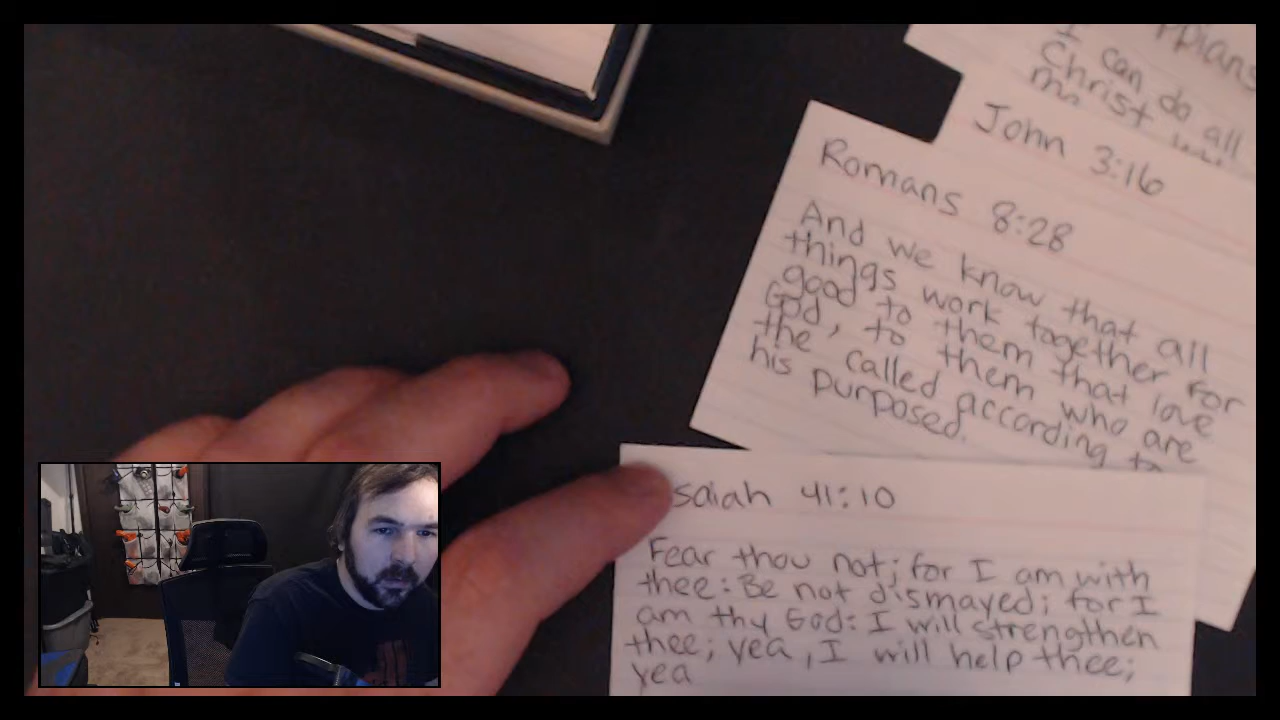 I can do all
Christ
John 3:16
Romans 8:28
And we know that all
things work together for
good to them that love
God, to them who are
the called according to
his purposed.
saiah 41:10
Fear thou not; for I am with
thee: Be not dismayed; for I
am thy God: I will strengthen
thee; yea, I will help thee;
yea